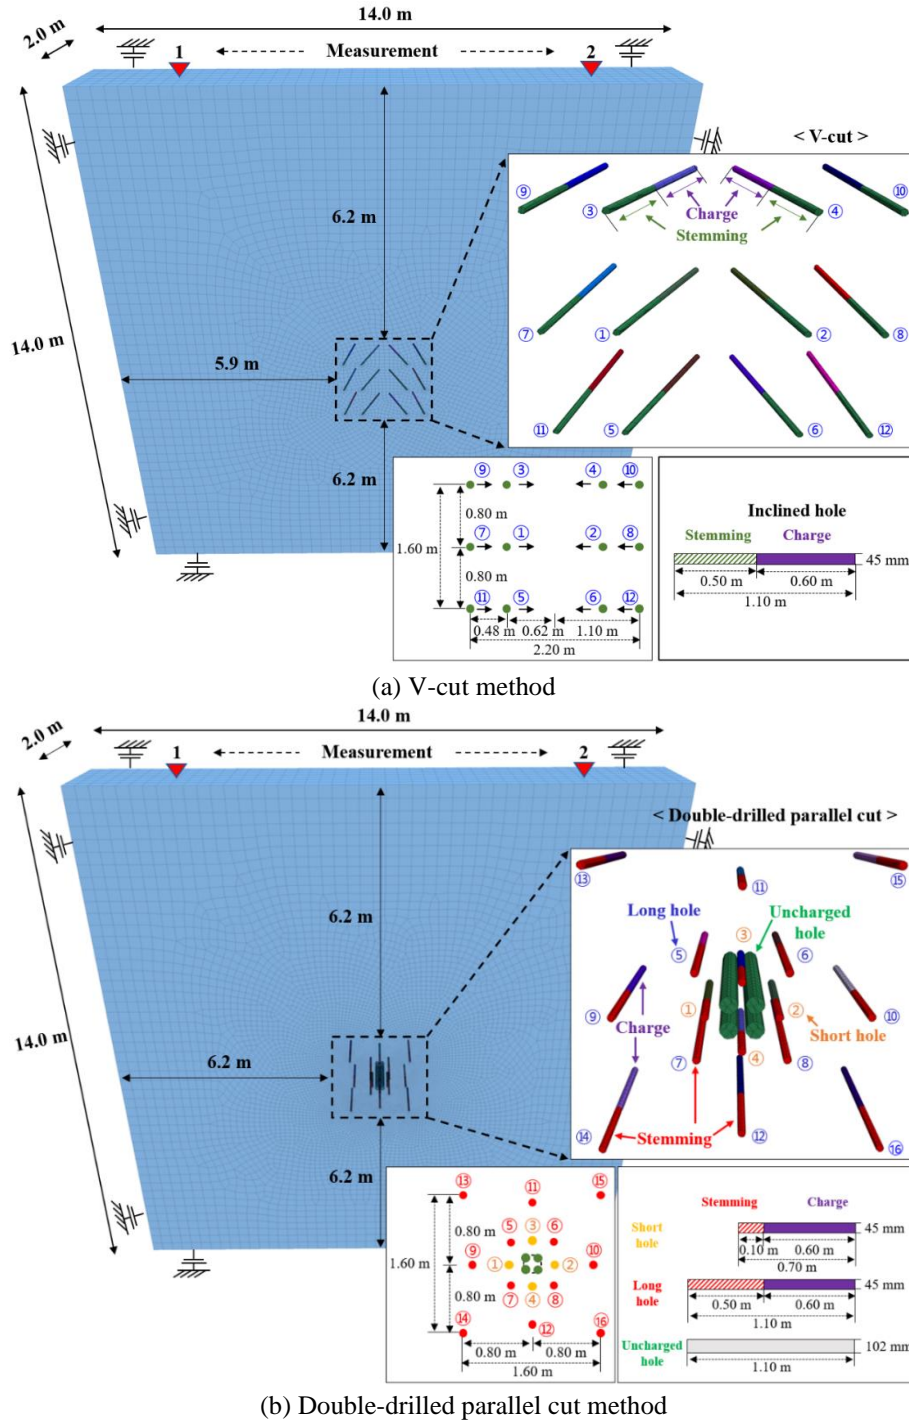 14.0 m
2.0 m
1
Measurement
2
< V-cut >
⑨
③
Charge
Stemming
④
⑩
6.2 m
⑦
①
②
⑧
14.0 m
5.9 m
⑪
⑤
⑥
⑫
6.2 m
⑨ ③ ④ ⑩
0.80 m
1.60 m
⑦ ① ② ⑧
0.80 m
⑪ ⑤ ⑥ ⑫
0.48 m 0.62 m 1.10 m
2.20 m
Inclined hole
Stemming Charge
45 mm
0.50 m 0.60 m
1.10 m
(a) V-cut method
14.0 m
2.0 m
1
Measurement
2
< Double-drilled parallel cut >
⑬
⑮
⑪
Long hole
Uncharged
hole
③
⑤
⑥
6.2 m
①
②
⑨
⑩
Charge
Short hole
④
⑦
⑧
14.0 m
6.2 m
Stemming
⑭
⑫
⑯
6.2 m
⑬ ⑪ ⑮
0.80 m
⑤ ③ ⑥
1.60 m
⑨ ① ② ⑩
0.80 m
⑦ ④ ⑧
⑭ ⑫ ⑯
0.80 m 0.80 m
1.60 m
Stemming Charge
Short
hole
45 mm
0.10 m 0.60 m
0.70 m
Long
hole
45 mm
0.50 m 0.60 m
1.10 m
Uncharged
hole
102 mm
1.10 m
(b) Double-drilled parallel cut method